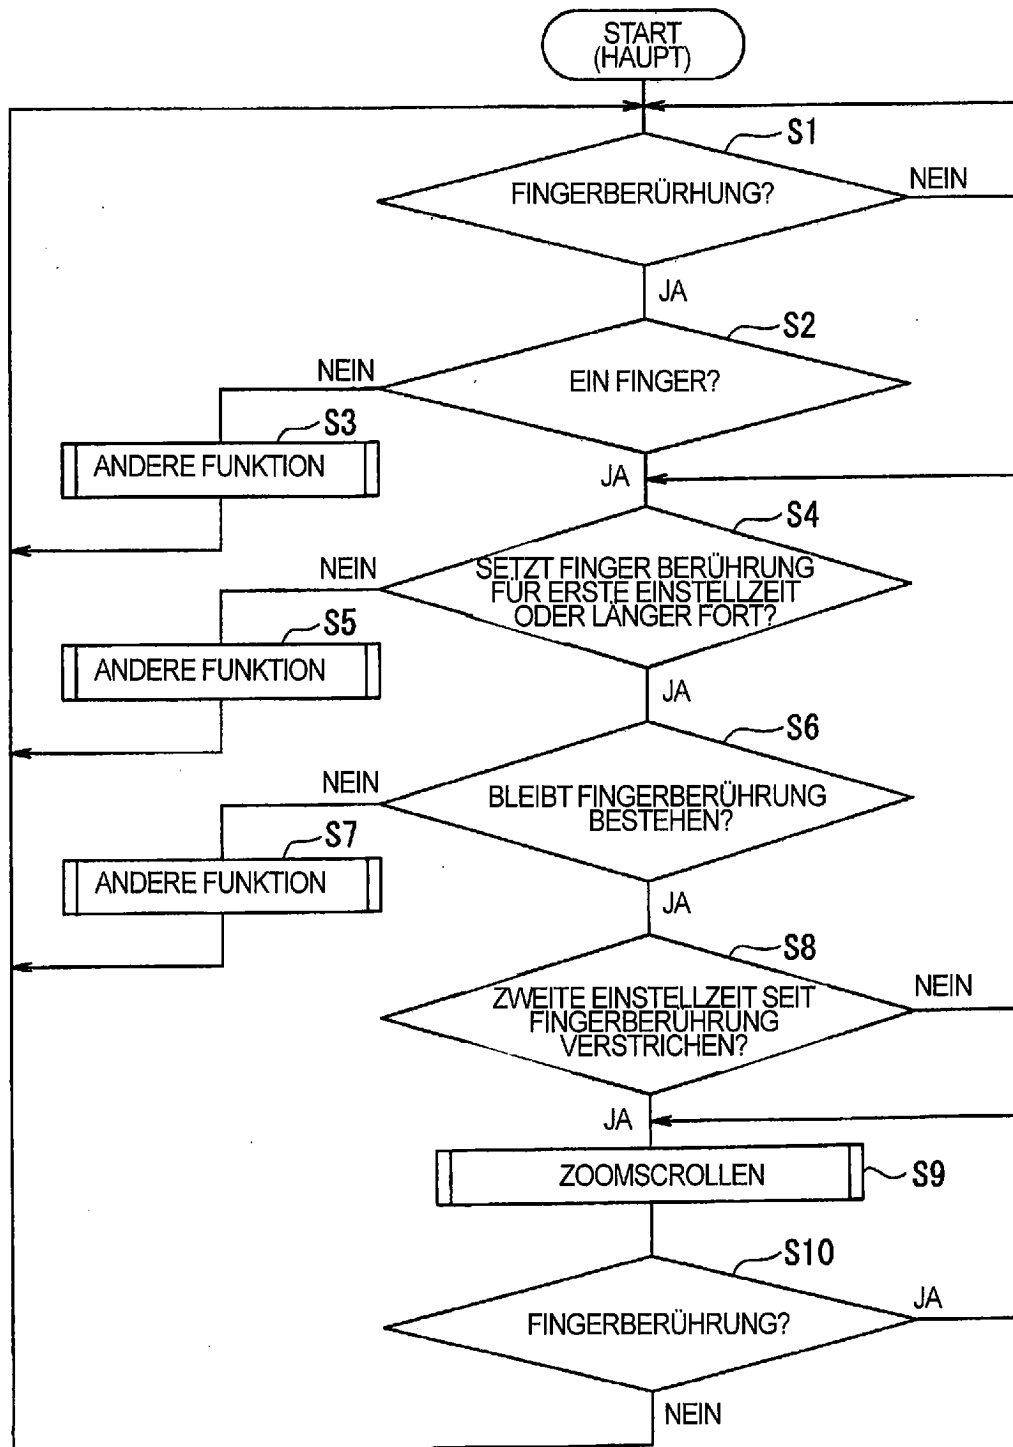 START
(HAUPT)
S1
FINGBERÜRHUNG?
NEIN
JA
S2
NEIN
EIN FINGER?
S3
ANDERE FUNKTION
JA
S4
NEIN
SETZT FINGER BERÜHRUNG
FÜR ERSTE EINSTELLZEIT
ODER LÄNGER FORT?
S5
ANDERE FUNKTION
JA
S6
NEIN
BLEIBT FINGERBERÜHRUNG
BESTEHEN?
S7
ANDERE FUNKTION
JA
S8
NEIN
ZWEITE EINSTELLZEIT SEIT
FINGERBERÜHRUNG
VERSTRICHEN?
JA
ZOOMSCROLLEN
S9
S10
JA
FINGERBERÜHRUNG?
NEIN